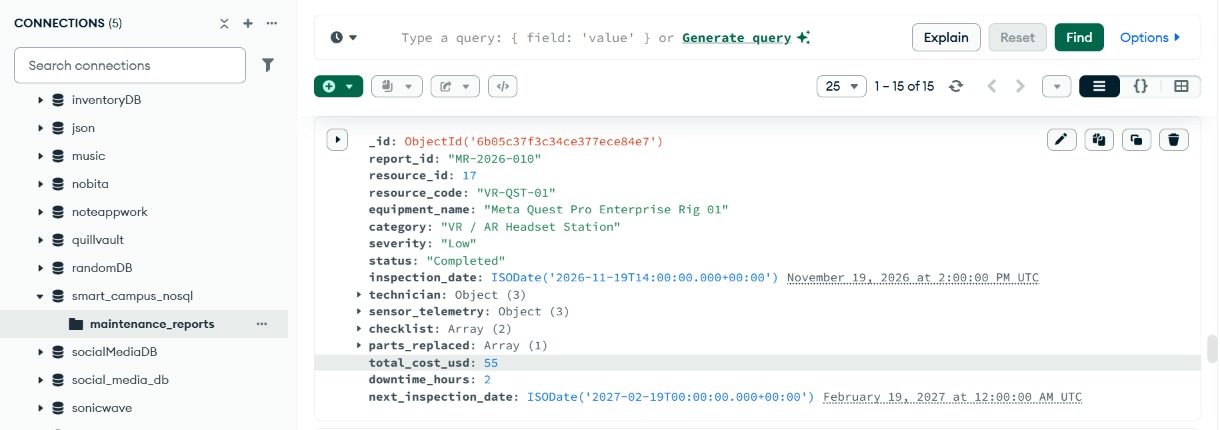 CONNECTIONS (5)
Search connections
inventoryDB
json
music
nobita
noteappwork
quillvault
randomDB
smart_campus_nosql
maintenance_reports
socialMediaDB
social_media_db
sonicwave
Type a query: { field: 'value' } or Generate query
Explain
Reset
Find
Options
25
1 – 15 of 15
_id: ObjectId('6b05c37f3c34ce377ece84e7')
report_id: "MR-2026-010"
resource_id: 17
resource_code: "VR-QST-01"
equipment_name: "Meta Quest Pro Enterprise Rig 01"
category: "VR / AR Headset Station"
severity: "Low"
status: "Completed"
inspection_date: ISODate('2026-11-19T14:00:00.000+00:00') November 19, 2026 at 2:00:00 PM UTC
technician: Object (3)
sensor_telemetry: Object (3)
checklist: Array (2)
parts_replaced: Array (1)
total_cost_usd: 55
downtime_hours: 2
next_inspection_date: ISODate('2027-02-19T00:00:00.000+00:00') February 19, 2027 at 12:00:00 AM UTC